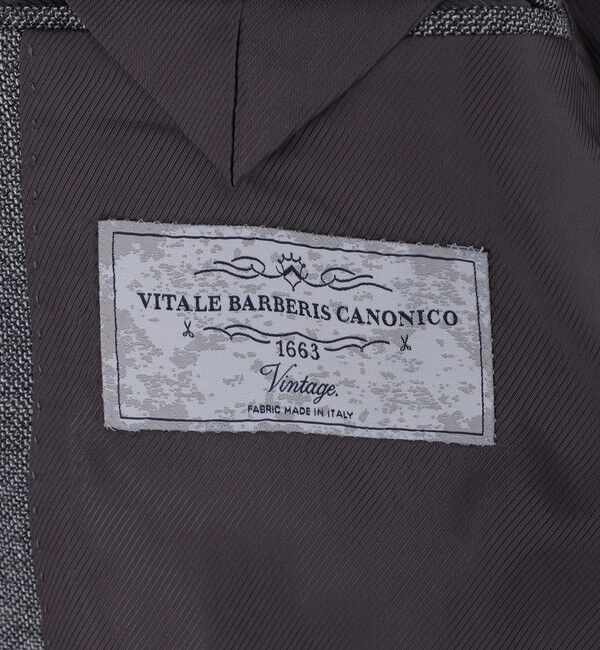 VITALE BARBERIS CANONICO
1663
Vintage.
FABRIC MADE IN ITALY